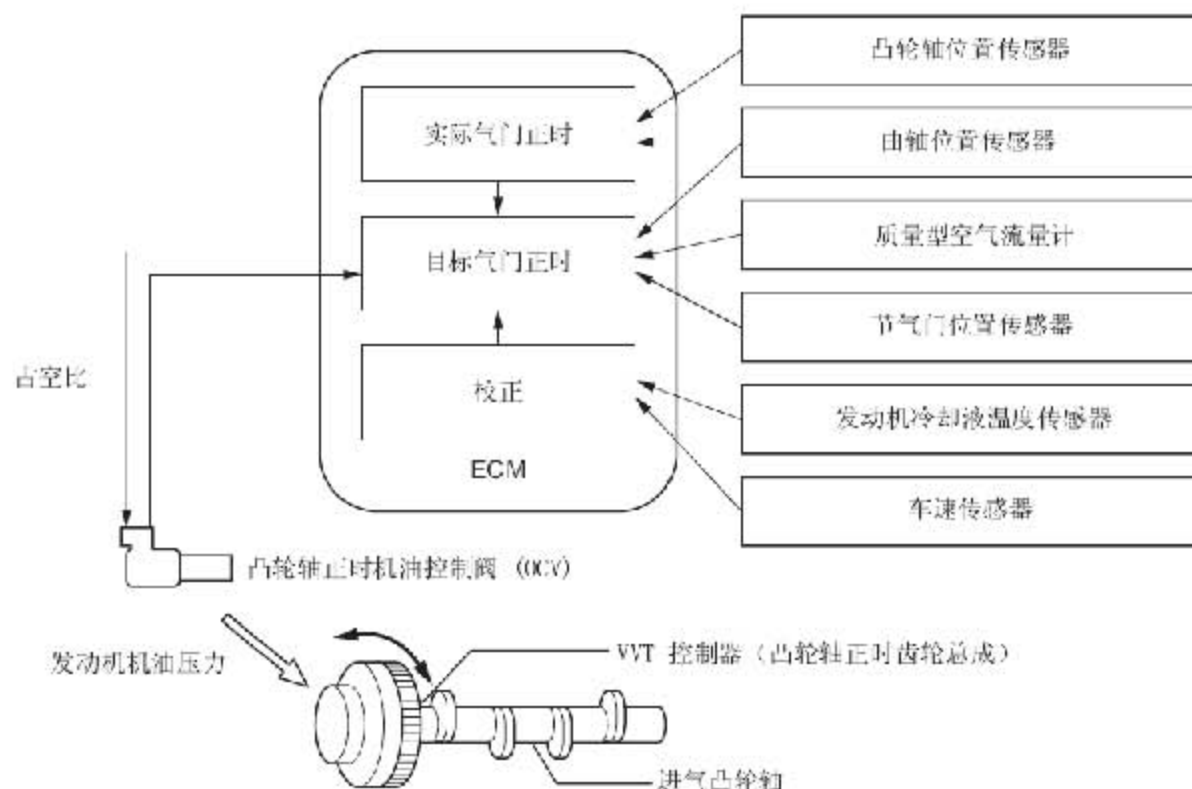 凸轮轴位置传感器
实际气门正时
曲轴位置传感器
质量型空气流量计
目标气门正时
节气门位置传感器
占空比
校正
发动机冷却液温度传感器
ECM
车速传感器
凸轮轴正时机油控制阀 (OCV)
发动机机油压力
VVT 控制器（凸轮轴正时齿轮总成）
进气凸轮轴